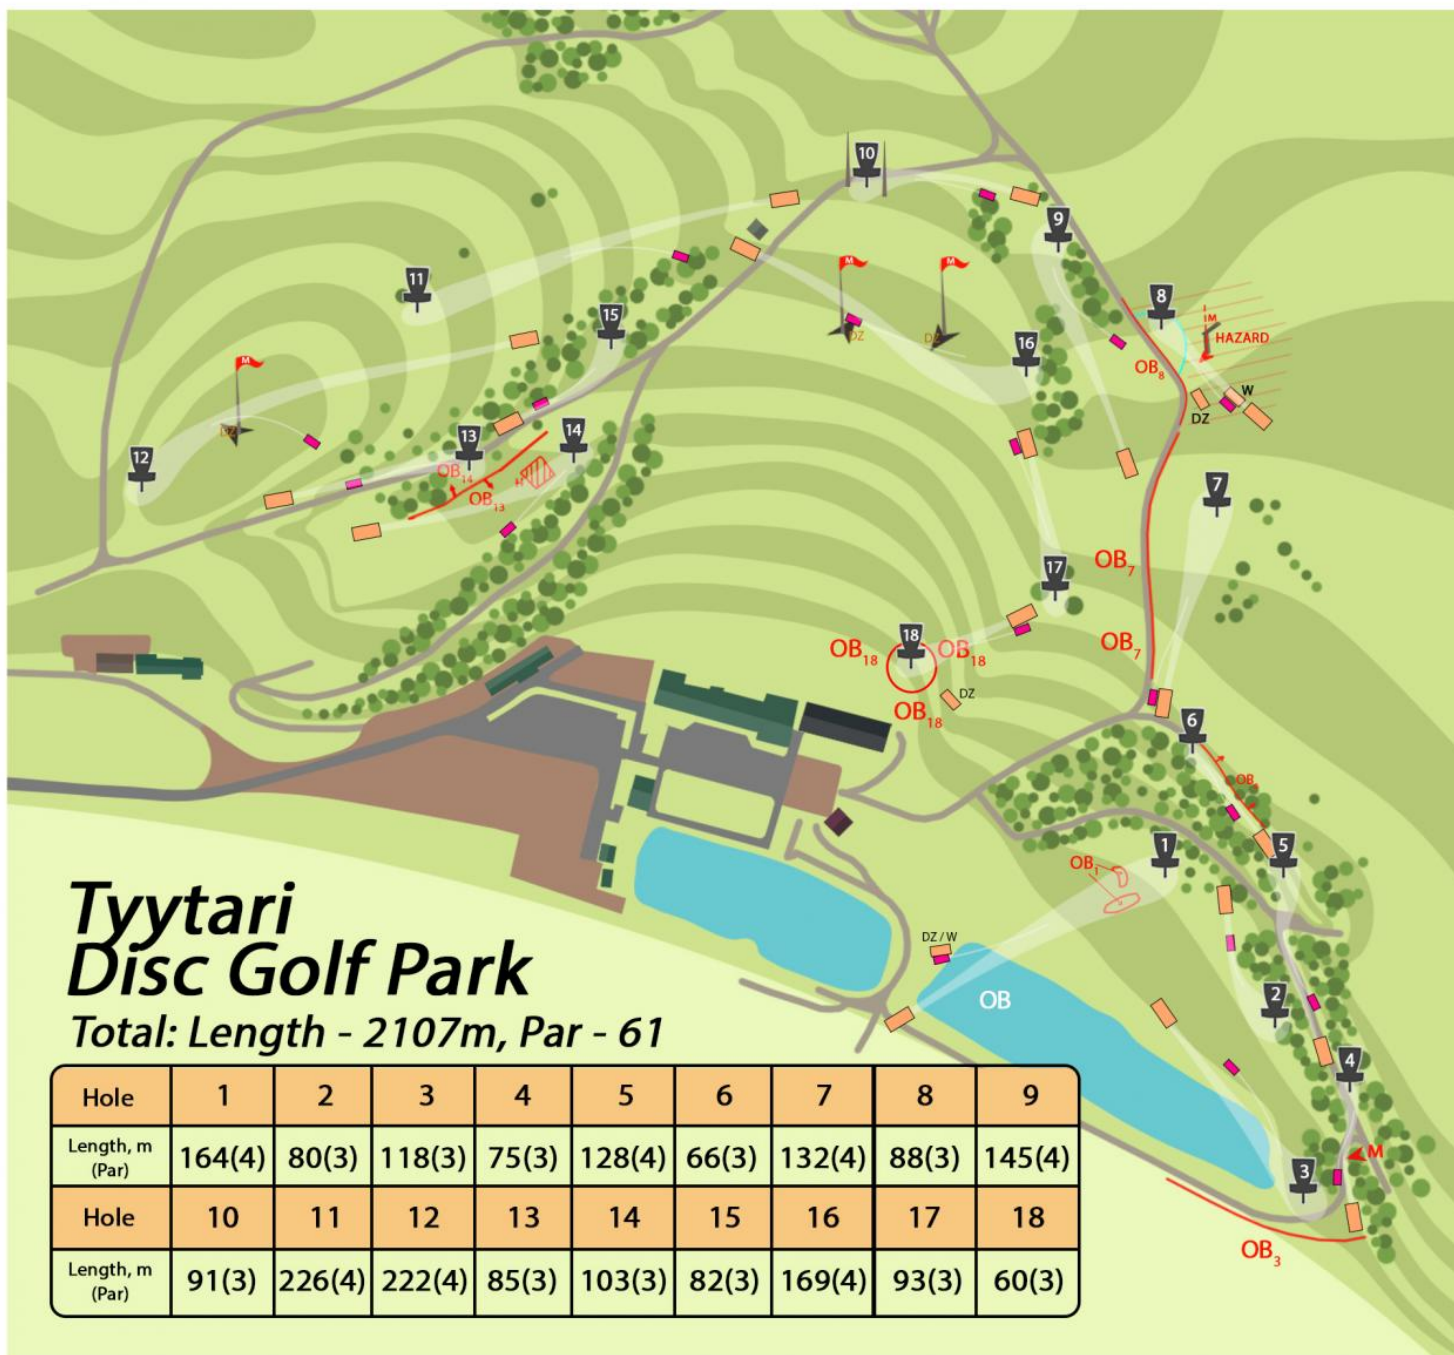 10
9
M
M
11
8
M
HAZARD
15
16
OB8
M
DZ
DZ
W
DZ
12
DZ
13
14
OB14
H
OB13
7
17
OB7
18
OB18
OB18
OB7
DZ
OB18
6
1
5
OB1
DZ / W
2
OB
4
3
M
OB3
Tyytari
Disc Golf Park
Total: Length - 2107m, Par - 61
Hole 1 2 3 4 5 6 7 8 9
Length, m (Par) 164(4) 80(3) 118(3) 75(3) 128(4) 66(3) 132(4) 88(3) 145(4)
Hole 10 11 12 13 14 15 16 17 18
Length, m (Par) 91(3) 226(4) 222(4) 85(3) 103(3) 82(3) 169(4) 93(3) 60(3)